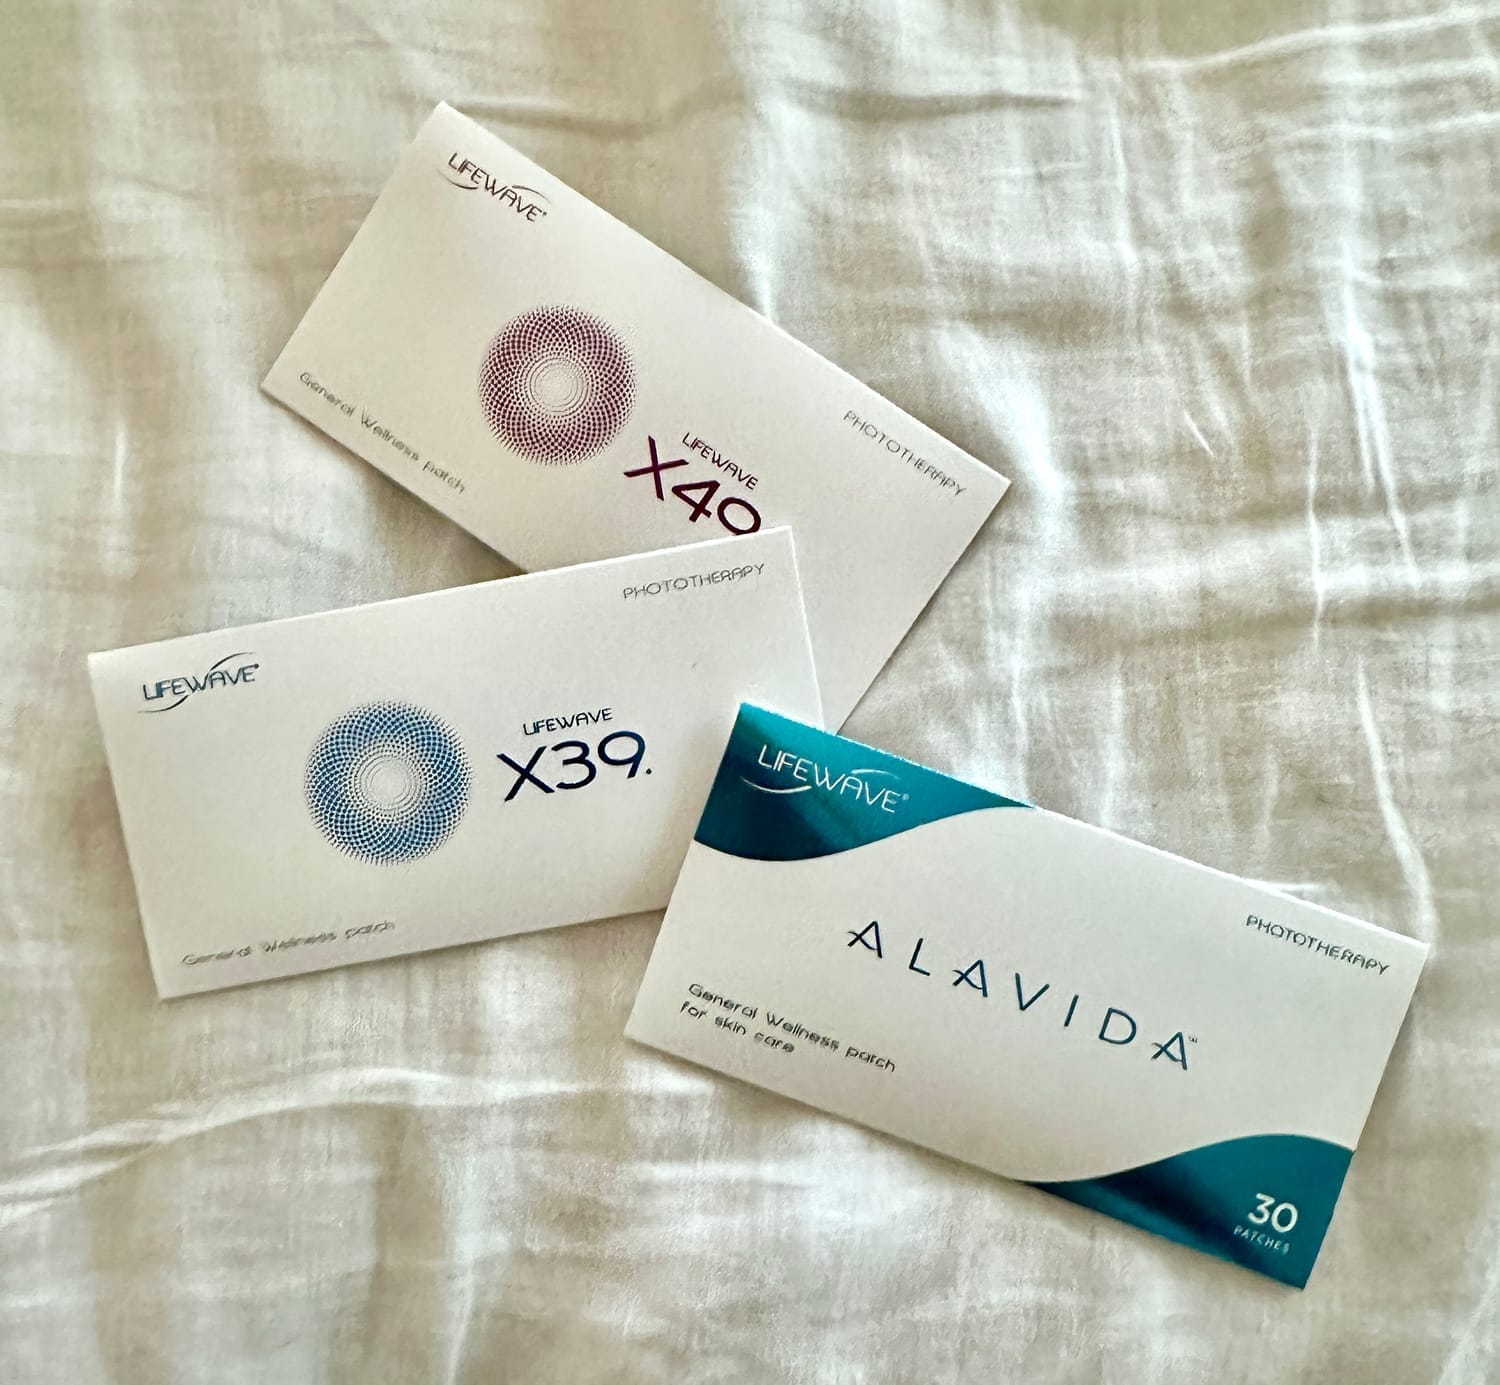 LIFEWAVE®
General Wellness patch
LIFEWAVE
X40
PHOTOTHERAPY
LIFEWAVE
PHOTOTHERAPY
LIFEWAVE
X39.
General Wellness patch
LIFEWAVE®
PHOTOTHERAPY
ALAVIDA™
General Wellness patch
for skin care
30
PATCHES